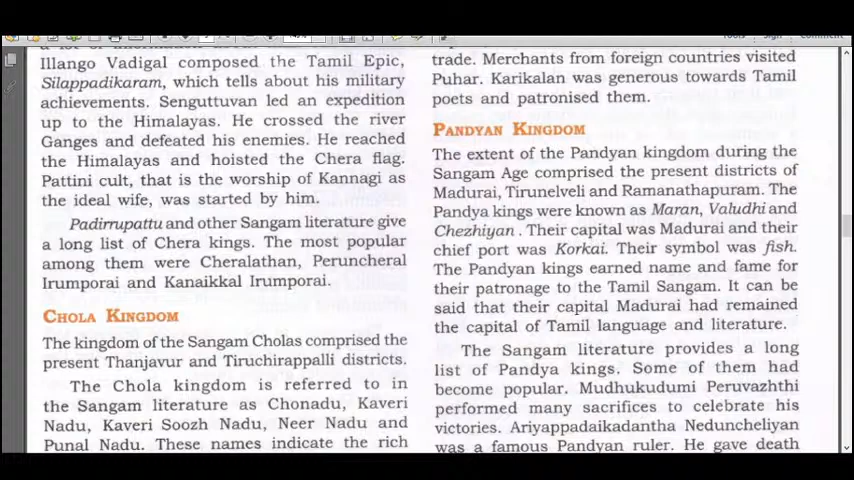 Illango Vadigal composed the Tamil Epic,
Silappadikaram, which tells about his military
achievements. Senguttuvan led an expedition
up to the Himalayas. He crossed the river
Ganges and defeated his enemies. He reached
the Himalayas and hoisted the Chera flag.
Pattini cult, that is the worship of Kannagi as
the ideal wife, was started by him.
Padirrupattu and other Sangam literature give
a long list of Chera kings. The most popular
among them were Cheralathan, Peruncheral
Irumporai and Kanaikkal Irumporai.
CHOLA KINGDOM
The kingdom of the Sangam Cholas comprised the
present Thanjavur and Tiruchirappalli districts.
The Chola kingdom is referred to in
the Sangam literature as Chonadu, Kaveri
Nadu, Kaveri Soozh Nadu, Neer Nadu and
Punal Nadu. These names indicate the rich
trade. Merchants from foreign countries visited
Puhar. Karikalan was generous towards Tamil
poets and patronised them.
PANDYAN KINGDOM
The extent of the Pandyan kingdom during the
Sangam Age comprised the present districts of
Madurai, Tirunelveli and Ramanathapuram. The
Pandya kings were known as Maran, Valudhi and
Chezhiyan . Their capital was Madurai and their
chief port was Korkai. Their symbol was fish.
The Pandyan kings earned name and fame for
their patronage to the Tamil Sangam. It can be
said that their capital Madurai had remained
the capital of Tamil language and literature.
The Sangam literature provides a long
list of Pandya kings. Some of them had
become popular. Mudhukudumi Peruvazhthi
performed many sacrifices to celebrate his
victories. Ariyappadaikadantha Neduncheliyan
was a famous Pandyan ruler. He gave death